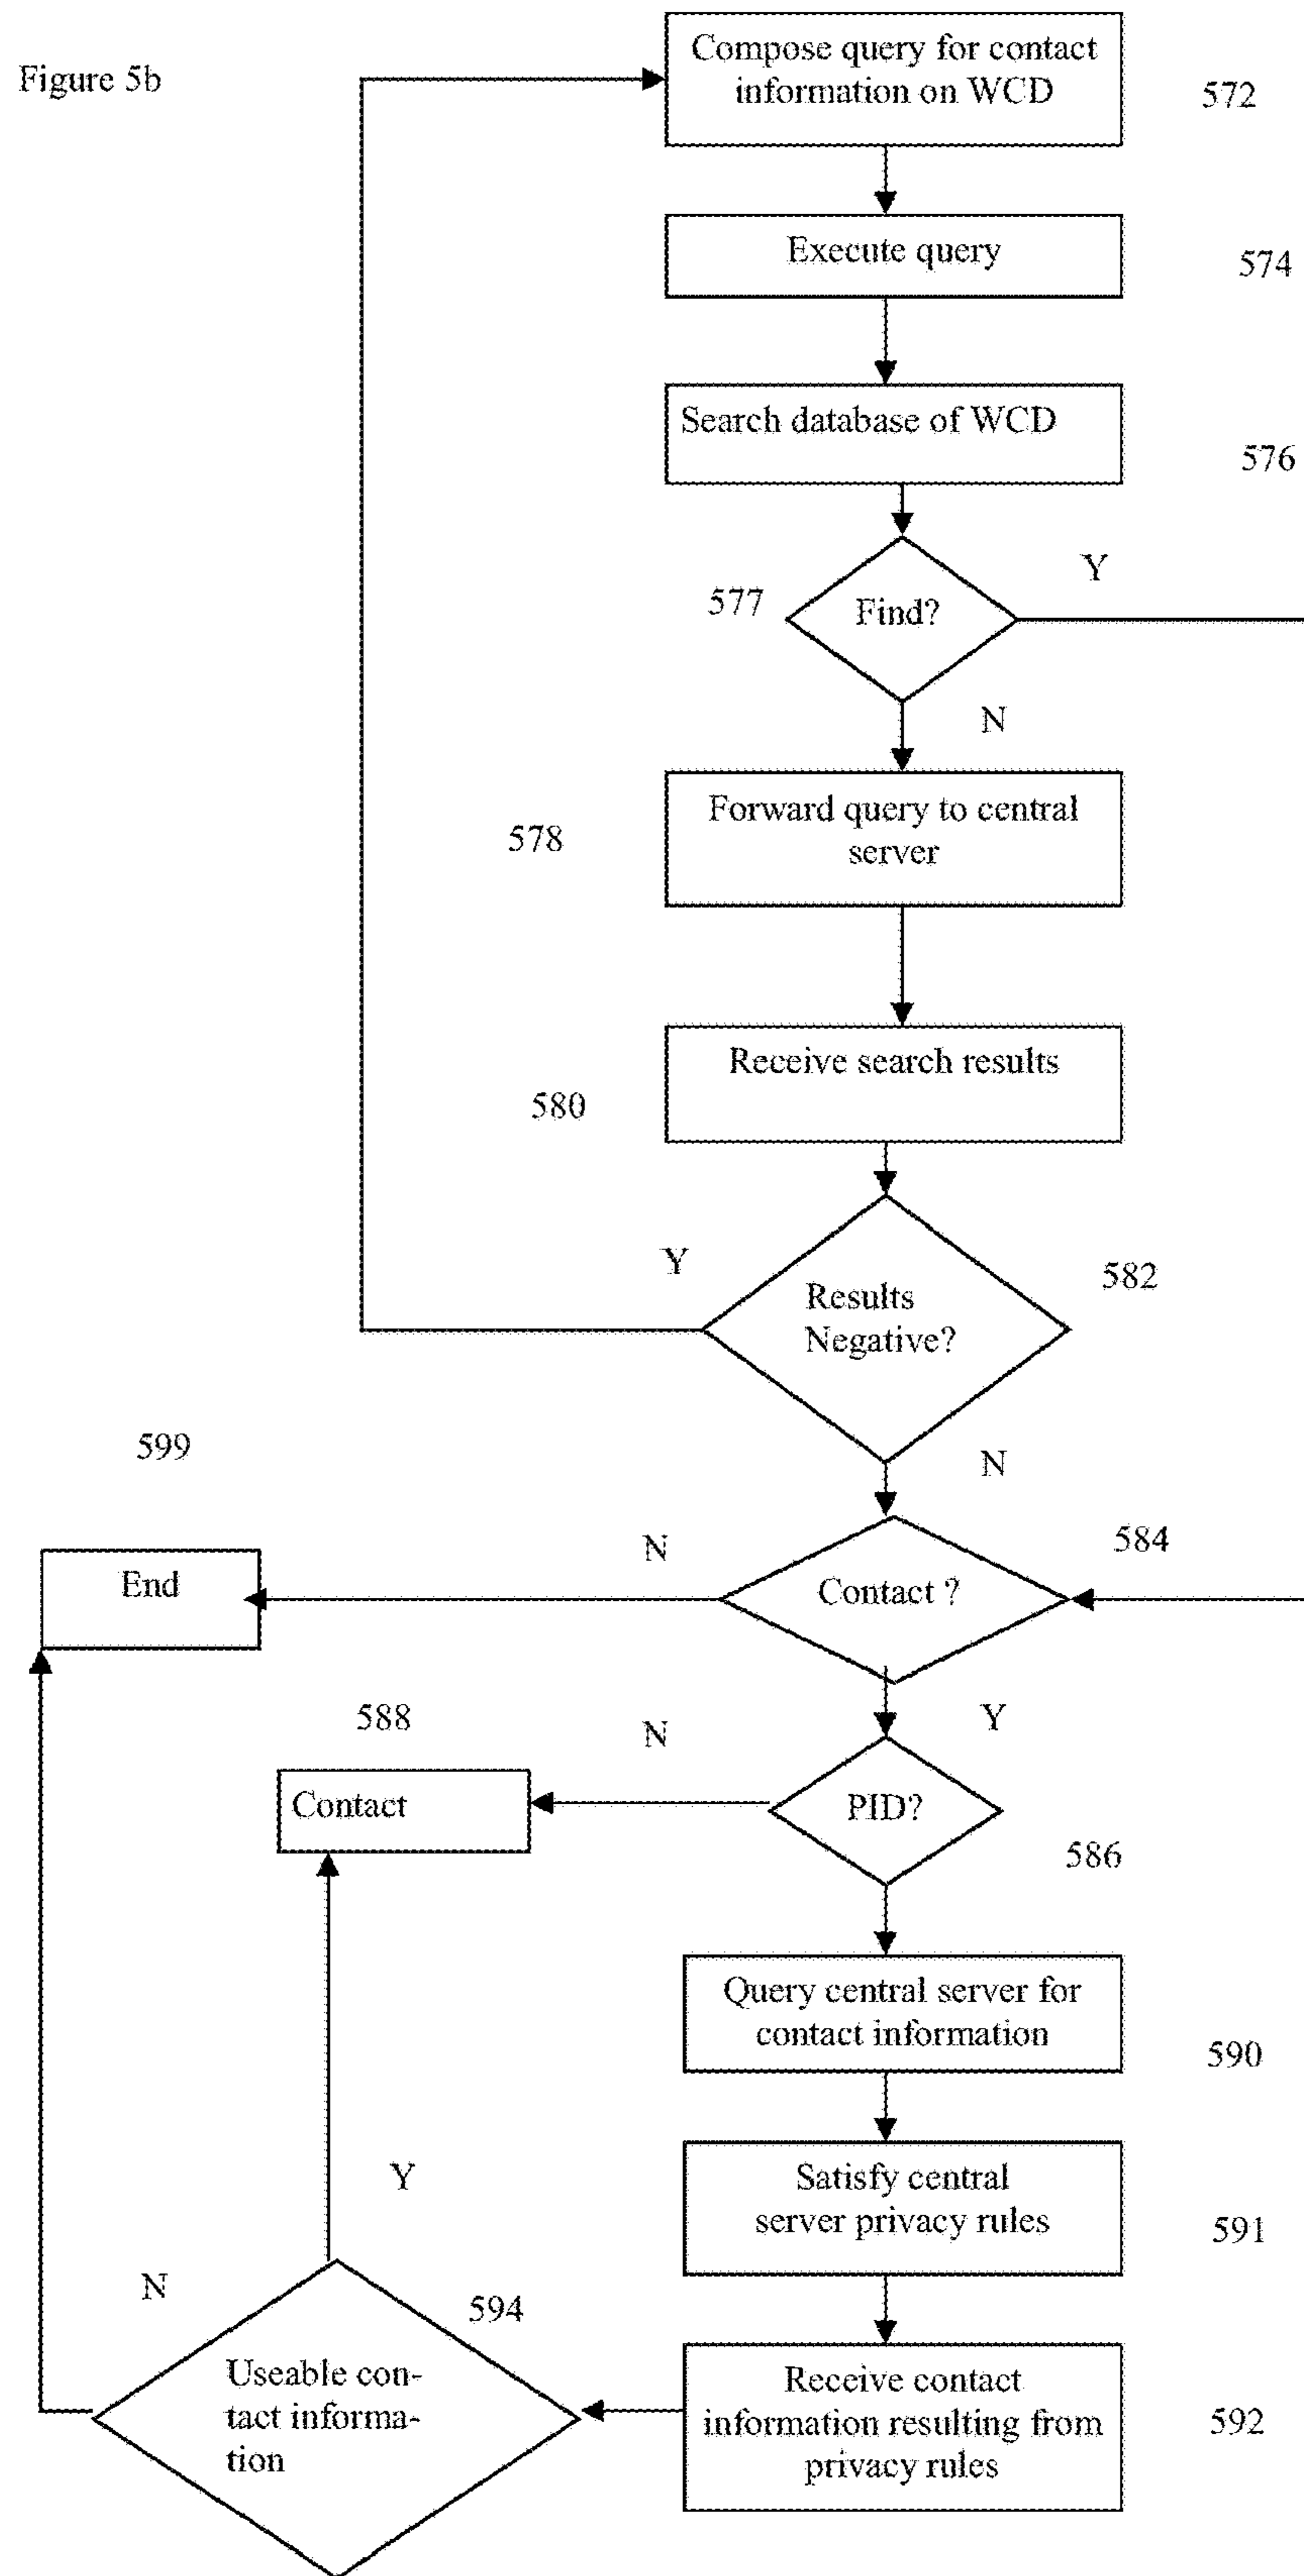 Figure 5b
Compose query for contact
information on WCD
572
Execute query
574
Search database of WCD
576
577
Find?
Y
N
578
Forward query to central
server
580
Receive search results
Y
582
Results
Negative?
599
N
End
N
584
Contact ?
588
N
Y
Contact
PID?
586
Query central server for
contact information
590
Satisfy central
server privacy rules
591
Y
N
594
Useable con-
tact informa-
tion
Receive contact
information resulting from
privacy rules
592